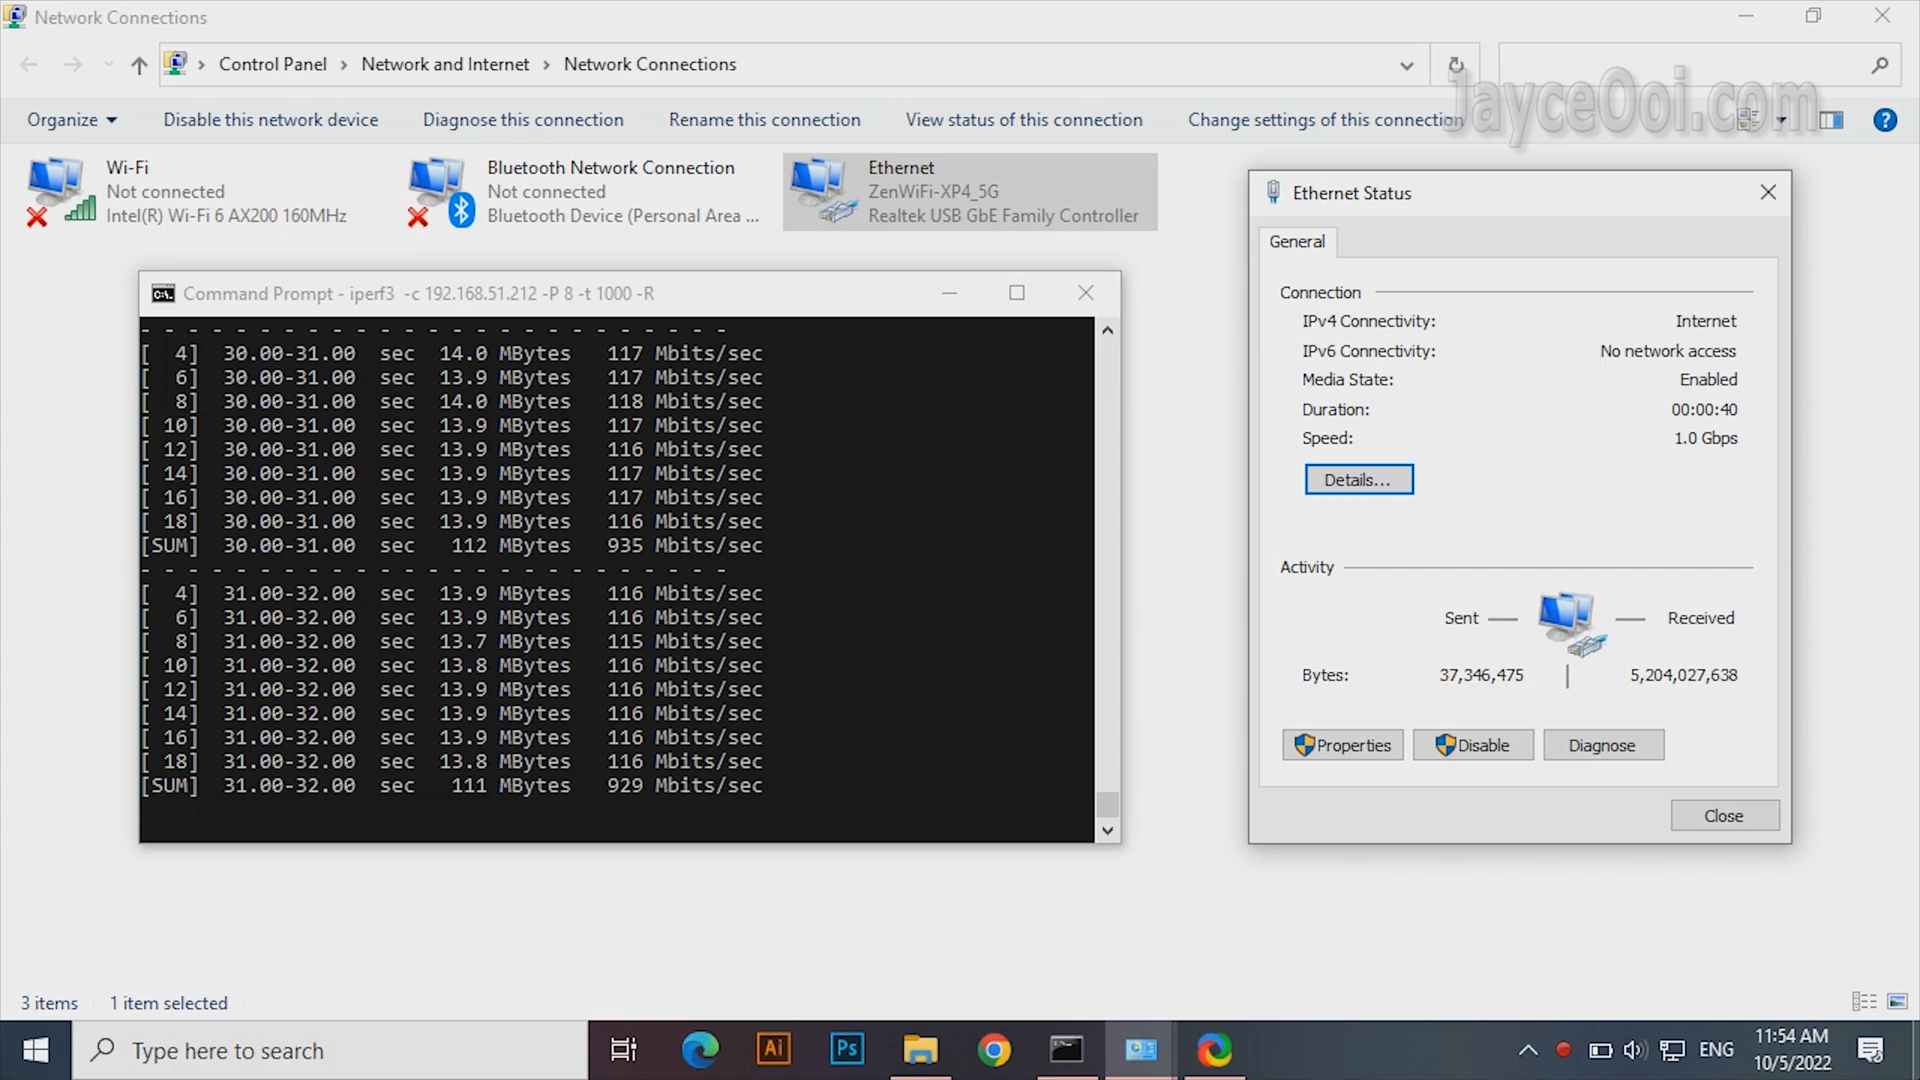 Network Connections
Control Panel > Network and Internet > Network Connections
JayceOoi.com
Organize Disable this network device Diagnose this connection Rename this connection View status of this connection Change settings of this connection
Wi-Fi
Not connected
Intel(R) Wi-Fi 6 AX200 160MHz
Bluetooth Network Connection
Not connected
Bluetooth Device (Personal Area ...
Ethernet
ZenWiFi-XP4_5G
Realtek USB GbE Family Controller
Command Prompt - iperf3 -c 192.168.51.212 -P 8 -t 1000 -R
- - - - - - - - - - - - - - - - - - - - - - - - -
[  4]  30.00-31.00  sec  14.0 MBytes   117 Mbits/sec
[  6]  30.00-31.00  sec  13.9 MBytes   117 Mbits/sec
[  8]  30.00-31.00  sec  14.0 MBytes   118 Mbits/sec
[ 10]  30.00-31.00  sec  13.9 MBytes   117 Mbits/sec
[ 12]  30.00-31.00  sec  13.9 MBytes   116 Mbits/sec
[ 14]  30.00-31.00  sec  13.9 MBytes   117 Mbits/sec
[ 16]  30.00-31.00  sec  13.9 MBytes   117 Mbits/sec
[ 18]  30.00-31.00  sec  13.9 MBytes   116 Mbits/sec
[SUM]  30.00-31.00  sec   112 MBytes   935 Mbits/sec
- - - - - - - - - - - - - - - - - - - - - - - - -
[  4]  31.00-32.00  sec  13.9 MBytes   116 Mbits/sec
[  6]  31.00-32.00  sec  13.9 MBytes   116 Mbits/sec
[  8]  31.00-32.00  sec  13.7 MBytes   115 Mbits/sec
[ 10]  31.00-32.00  sec  13.8 MBytes   116 Mbits/sec
[ 12]  31.00-32.00  sec  13.9 MBytes   116 Mbits/sec
[ 14]  31.00-32.00  sec  13.9 MBytes   116 Mbits/sec
[ 16]  31.00-32.00  sec  13.9 MBytes   116 Mbits/sec
[ 18]  31.00-32.00  sec  13.8 MBytes   116 Mbits/sec
[SUM]  31.00-32.00  sec   111 MBytes   929 Mbits/sec
Ethernet Status
General
Connection
IPv4 Connectivity: Internet
IPv6 Connectivity: No network access
Media State: Enabled
Duration: 00:00:40
Speed: 1.0 Gbps
Details...
Activity
Sent — — Received
Bytes: 37,346,475 | 5,204,027,638
Properties Disable Diagnose
Close
3 items 1 item selected
Type here to search
Ai
Ps
ENG
11:54 AM
10/5/2022